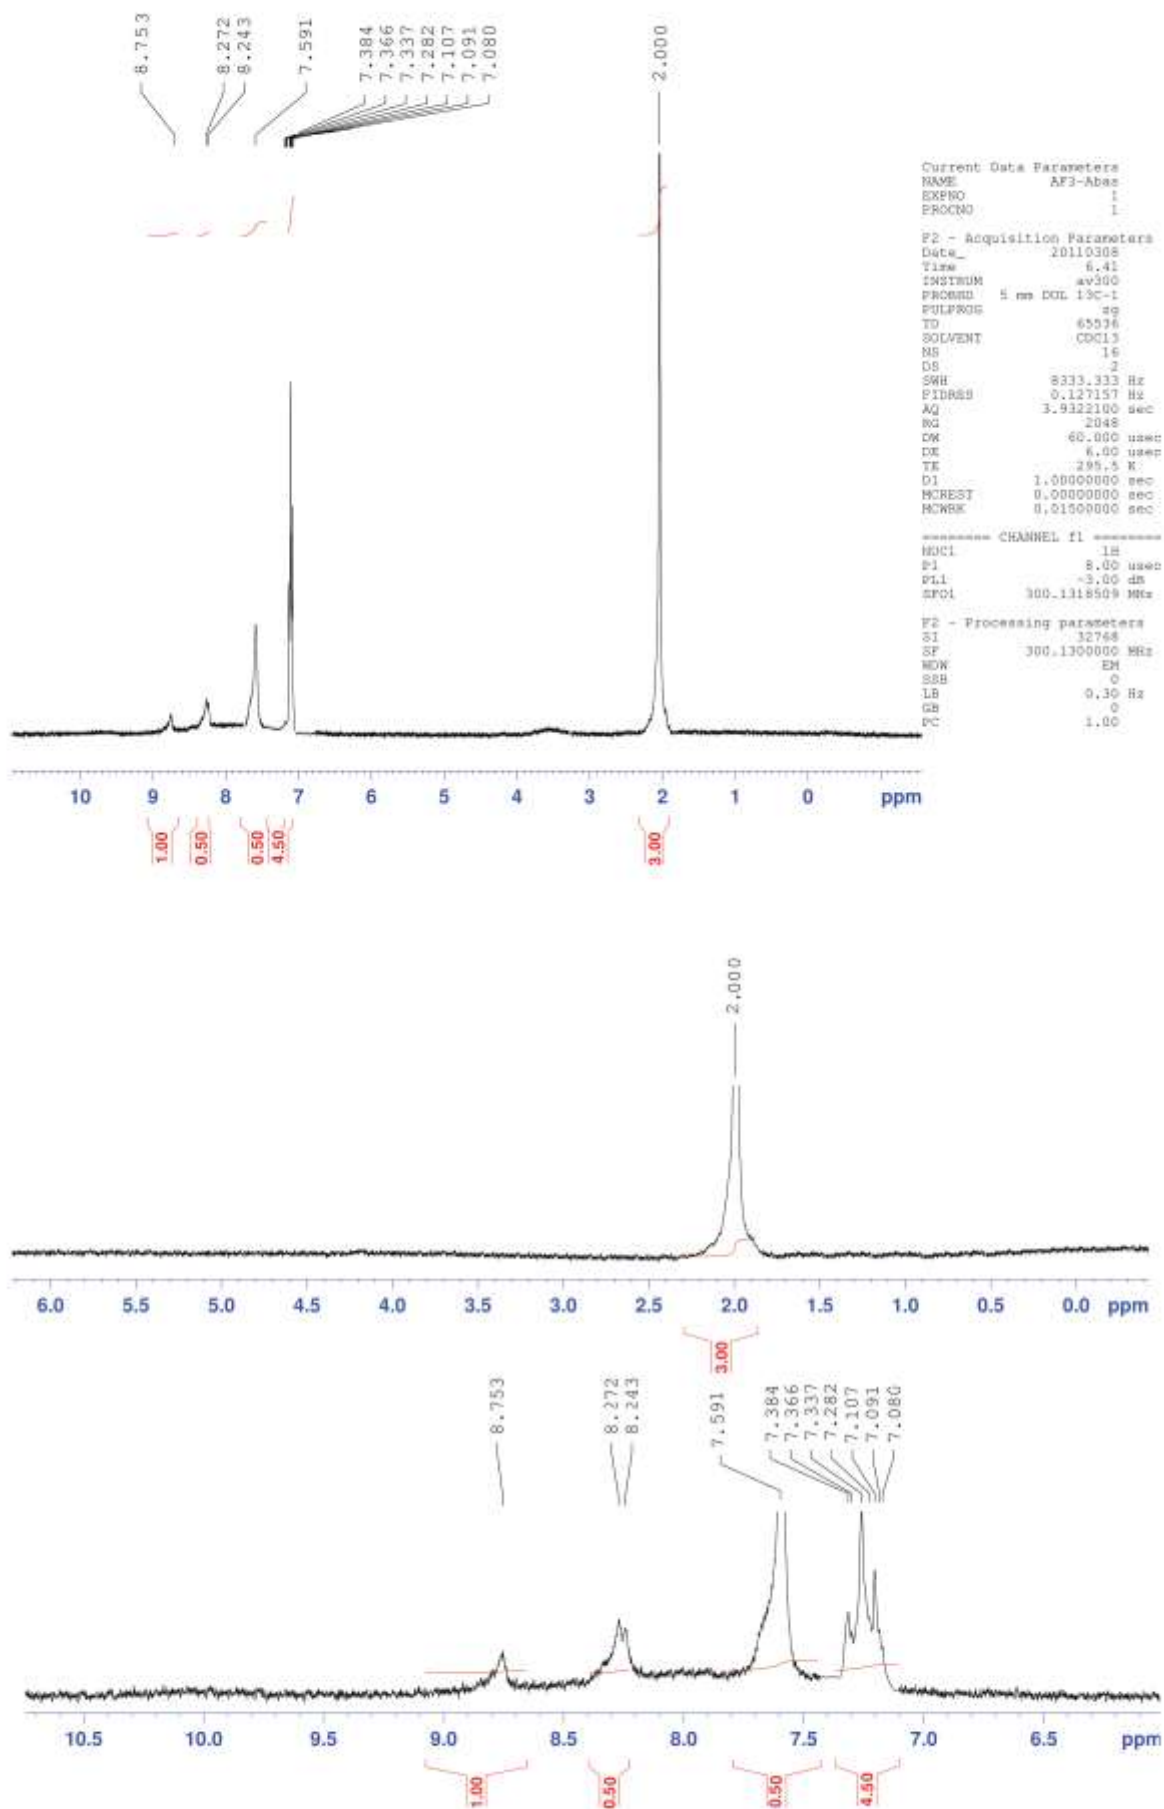 8.753
8.272
8.243
7.591
7.384
7.366
7.337
7.282
7.107
7.091
7.080
2.000
Current Data Parameters
NAME AF3-Abas
EXPNO 1
PROCNO 1
F2 - Acquisition Parameters
Date_ 20110308
Time 6.41
INSTRUM av300
PROBHD 5 mm DUL 13C-1
PULPROG zg
TD 65536
SOLVENT CDCl3
NS 16
DS 2
SWH 8333.333 Hz
FIDRES 0.127157 Hz
AQ 3.9322100 sec
RG 2048
DW 60.000 usec
DE 6.00 usec
TE 295.5 K
D1 1.00000000 sec
MCREST 0.00000000 sec
MCWRK 0.01500000 sec
======== CHANNEL f1 ========
NUC1 1H
P1 8.00 usec
PL1 -3.00 dB
SFO1 300.1318509 MHz
F2 - Processing parameters
SI 32768
SF 300.1300000 MHz
WDW EM
SSB 0
LB 0.30 Hz
GB 0
PC 1.00
10 9 8 7 6 5 4 3 2 1 0 ppm
1.00 0.50 0.50 4.50 3.00
2.000
6.0 5.5 5.0 4.5 4.0 3.5 3.0 2.5 2.0 1.5 1.0 0.5 0.0 ppm
3.00
8.753
8.272
8.243
7.591
7.384
7.366
7.337
7.282
7.107
7.091
7.080
10.5 10.0 9.5 9.0 8.5 8.0 7.5 7.0 6.5 ppm
1.00 0.50 0.50 4.50